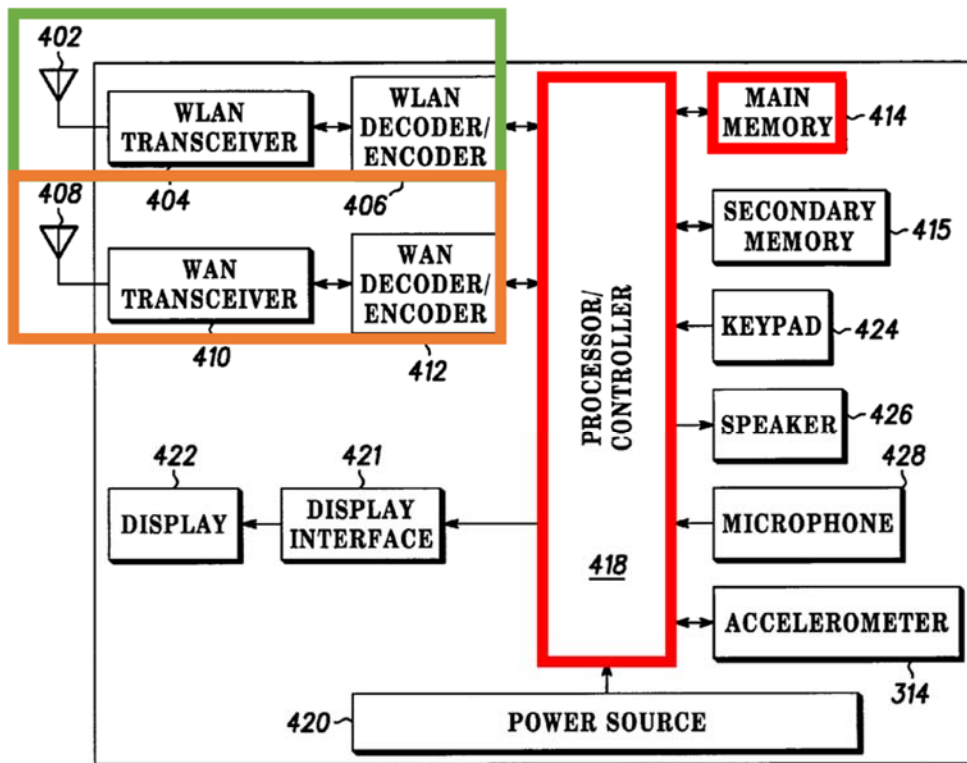 402
WLAN
TRANSCEIVER
404
WLAN
DECODER/
ENCODER
406
408
WAN
TRANSCEIVER
410
WAN
DECODER/
ENCODER
412
422
DISPLAY
421
DISPLAY
INTERFACE
PROCESSOR/
CONTROLLER
418
MAIN
MEMORY
414
SECONDARY
MEMORY
415
KEYPAD
424
SPEAKER
426
428
MICROPHONE
ACCELEROMETER
314
420
POWER SOURCE